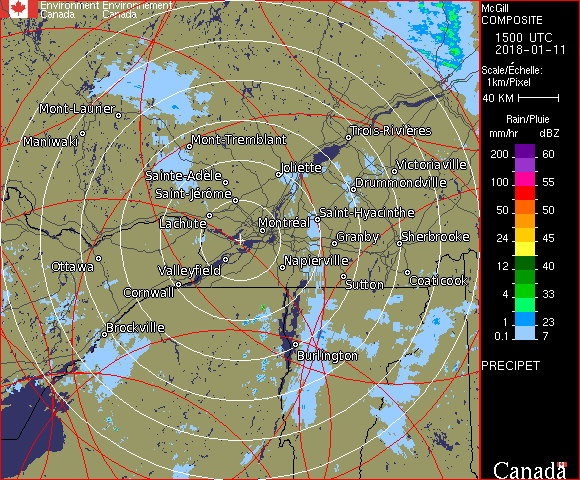 Environment Environnement
Canada Canada
McGill
COMPOSITE
1500 UTC
2018-01-11
Scale/Échelle:
1km/Pixel
40 KM
Rain/Pluie
mm/hr dBZ
200 60
100 55
50 50
24 45
12 40
4 33
1 23
0.1 7
PRECIPET
Canada
Mont-Laurier
Maniwaki
Mont-Tremblant
Trois-Rivières
Sainte-Adèle
Joliette
Victoriaville
Saint-Jérôme
Drummondville
Lachute
Montréal
Saint-Hyacinthe
Granby
Sherbrooke
Ottawa
Valleyfield
Napierville
Cornwall
Sutton
Coaticook
Brockville
Burlington